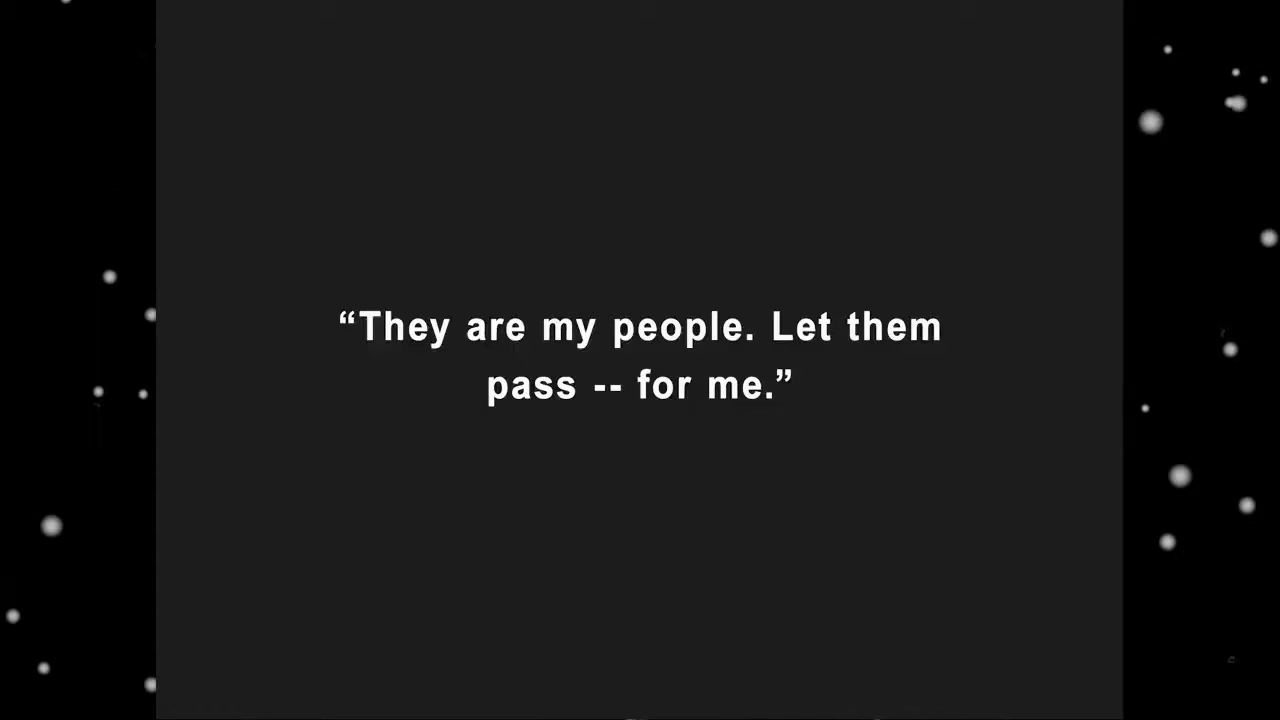 “They are my people. Let them
pass -- for me.”